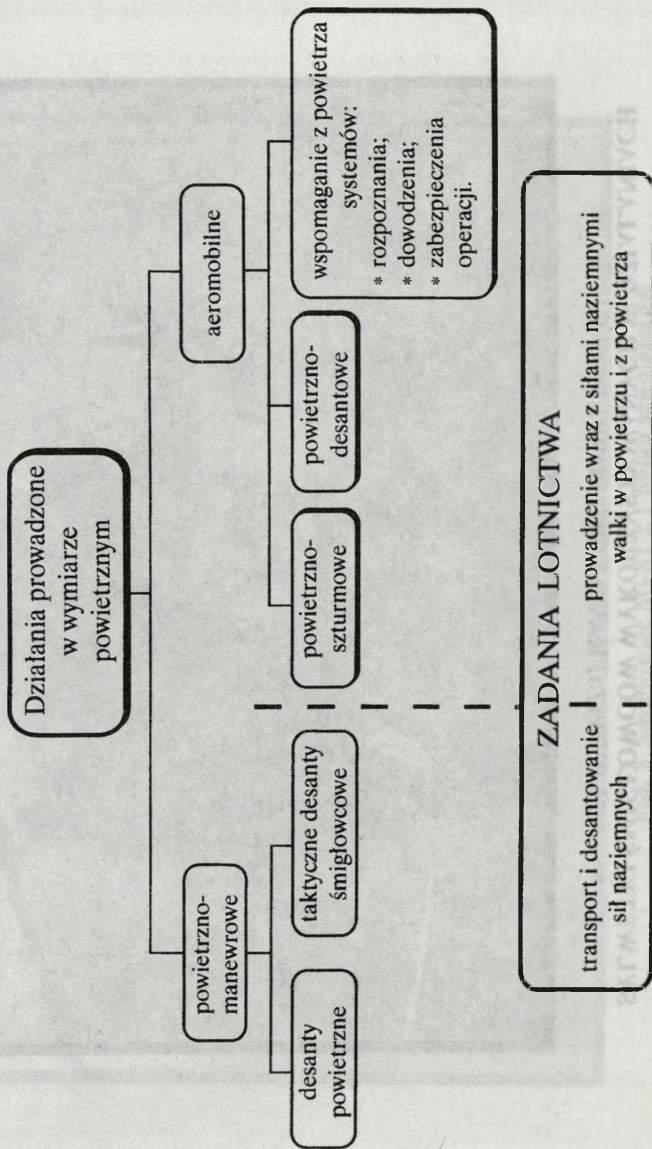 Działania prowadzone
w wymiarze
powietrznym
powietrzno-
manewrowe
aeromobilne
desanty
powietrzne
taktyczne desanty
śmigłowcowe
powietrzno-
szturmowe
powietrzno-
desantowe
wspomaganie z powietrza
systemów:
* rozpoznania;
* dowodzenia;
* zabezpieczenia
operacji.
ZADANIA LOTNICTWA
transport i desantowanie
sił naziemnych
prowadzenie wraz z siłami naziemnymi
walki w powietrzu i z powietrza